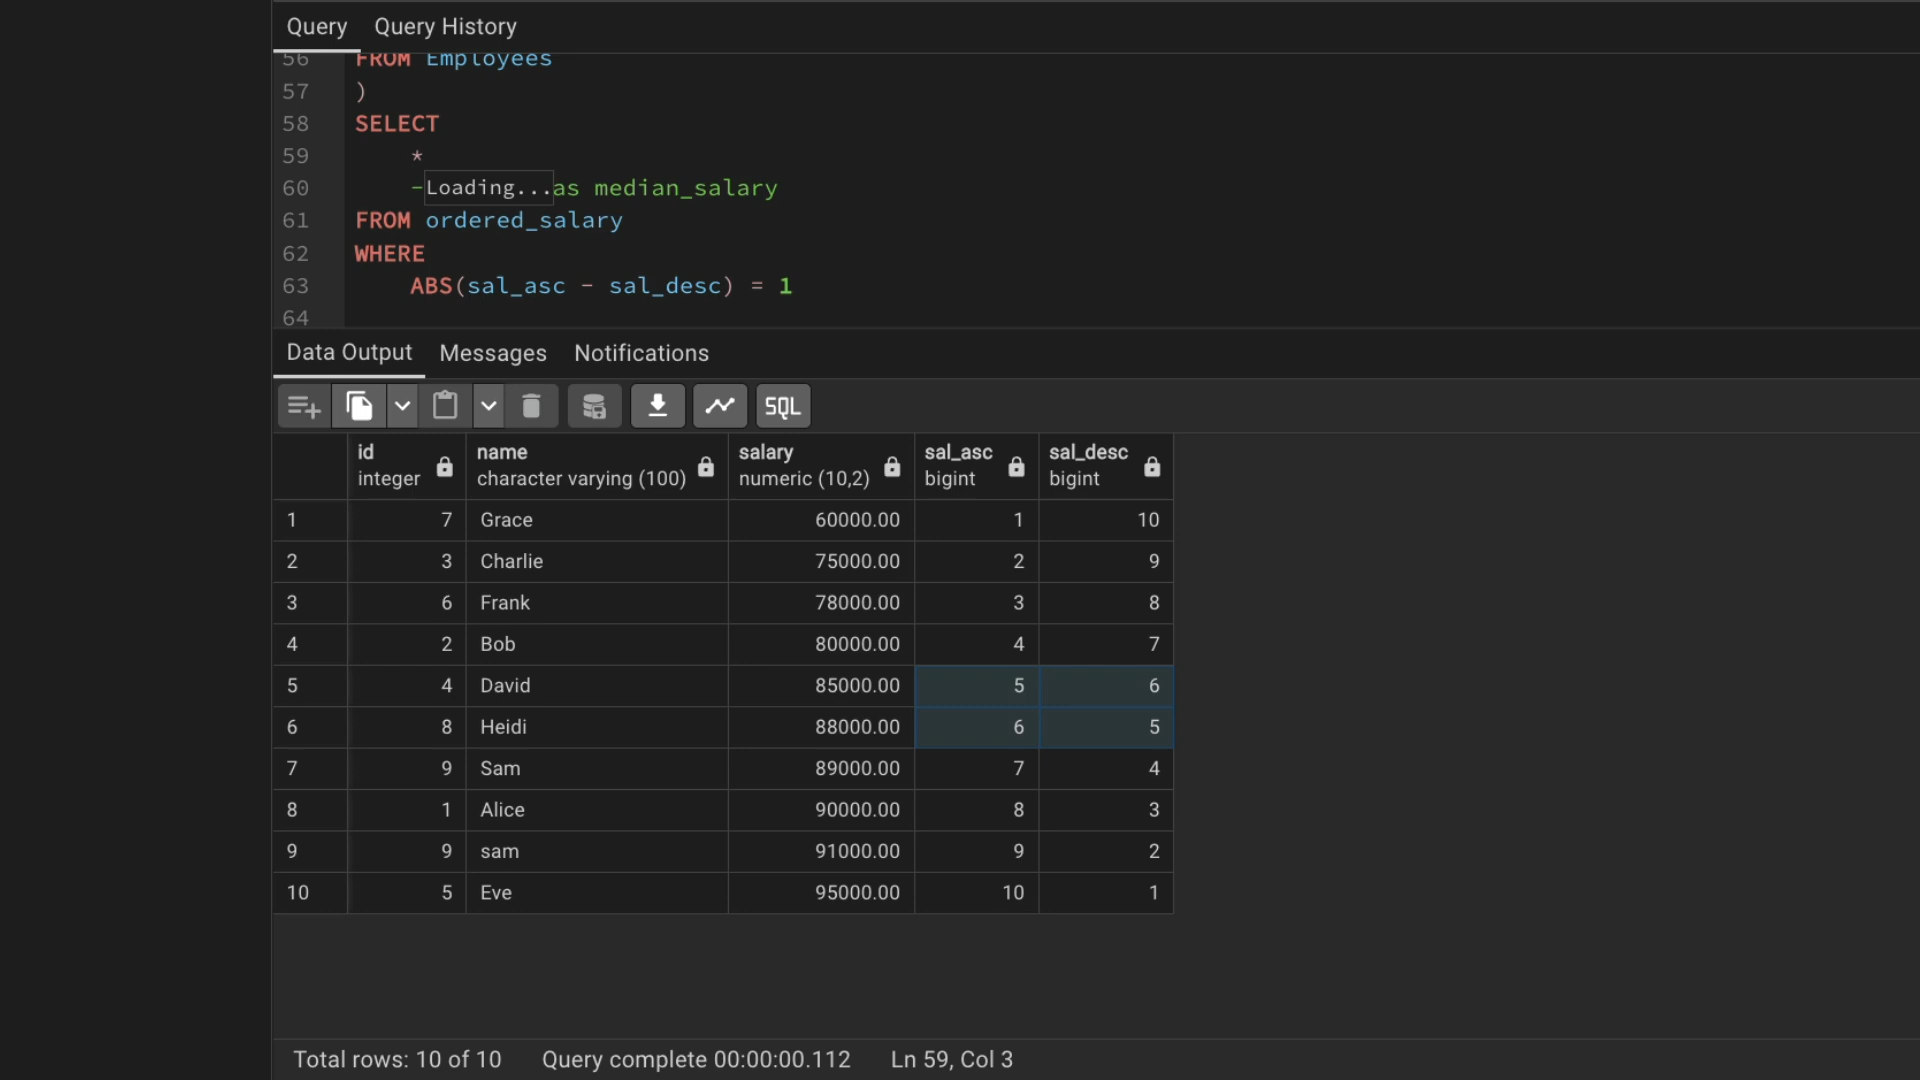 Query Query History
56 FROM Employees
57 )
58 SELECT
59 *
60 -Loading...as median_salary
61 FROM ordered_salary
62 WHERE
63 ABS(sal_asc - sal_desc) = 1
64
Data Output Messages Notifications
SQL
id integer name character varying (100) salary numeric (10,2) sal_asc bigint sal_desc bigint
1 7 Grace 60000.00 1 10
2 3 Charlie 75000.00 2 9
3 6 Frank 78000.00 3 8
4 2 Bob 80000.00 4 7
5 4 David 85000.00 5 6
6 8 Heidi 88000.00 6 5
7 9 Sam 89000.00 7 4
8 1 Alice 90000.00 8 3
9 9 sam 91000.00 9 2
10 5 Eve 95000.00 10 1
Total rows: 10 of 10 Query complete 00:00:00.112 Ln 59, Col 3